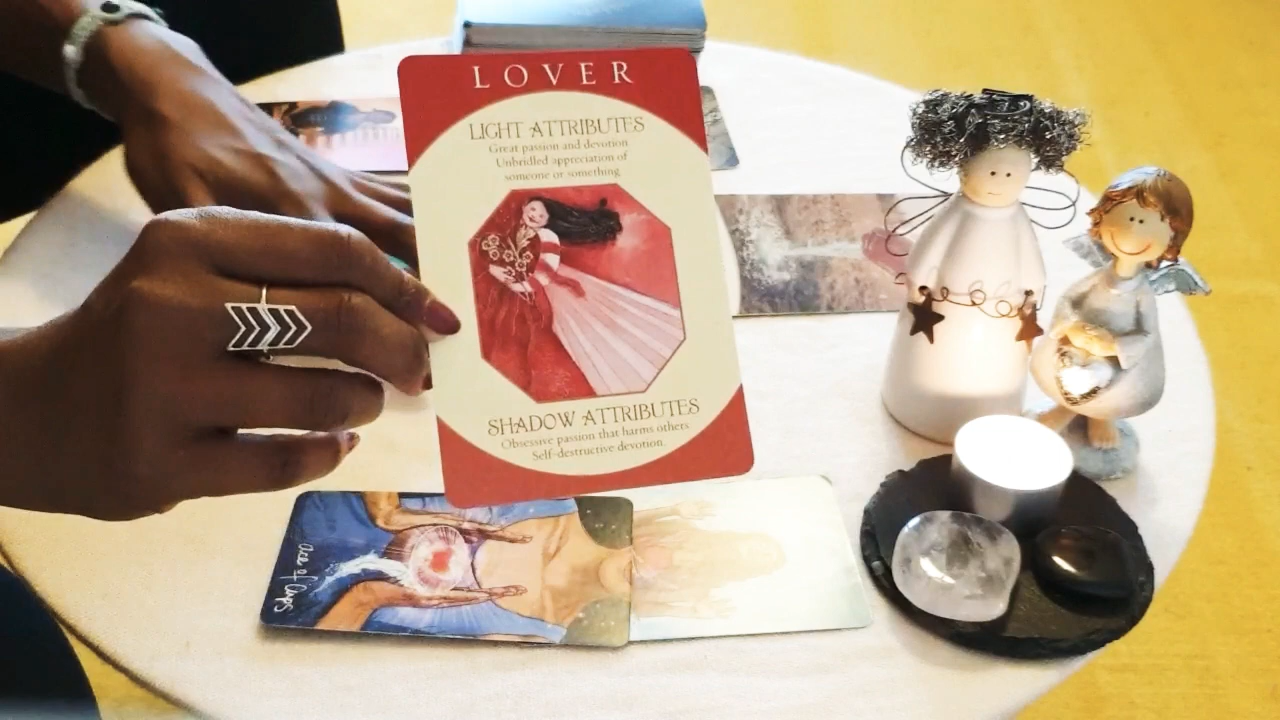 LOVER
LIGHT ATTRIBUTES
Great passion and devotion
Unbridled appreciation of
someone or something
SHADOW ATTRIBUTES
Obsessive passion that harms others.
Self-destructive devotion.
ace of Cups